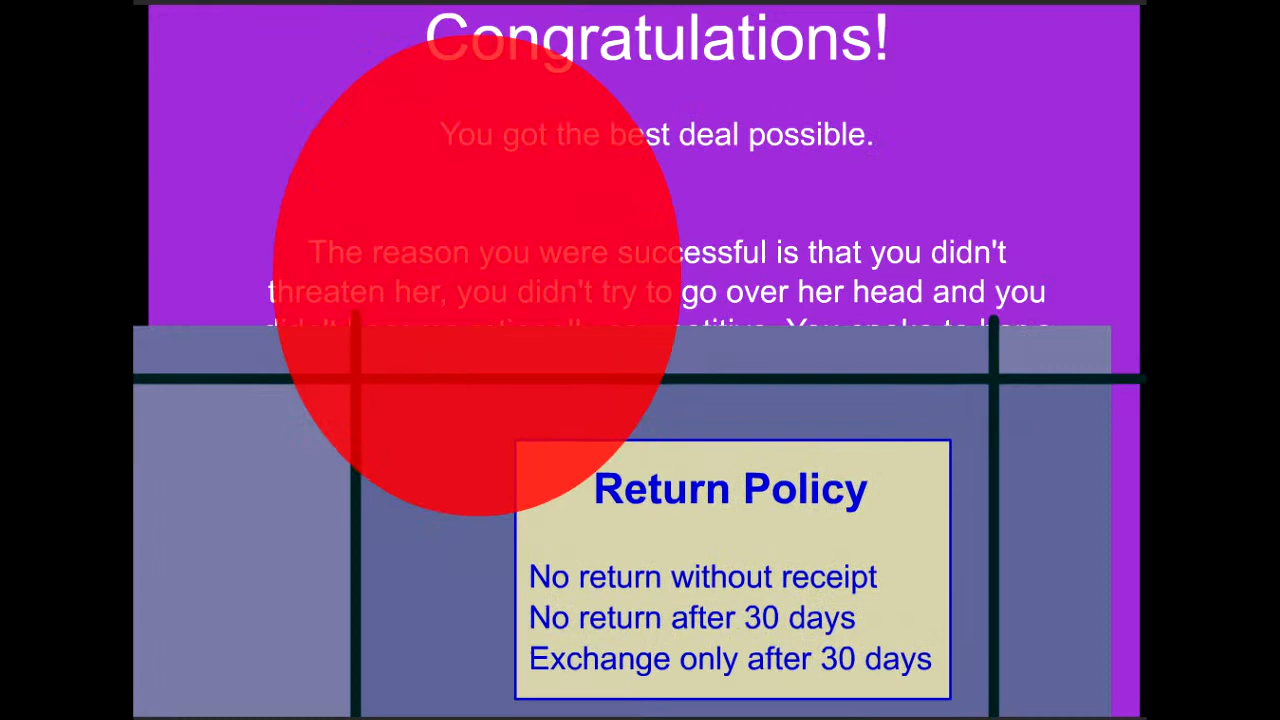 Congratulations!
You got the best deal possible.
The reason you were successful is that you didn't
threaten her, you didn't try to go over her head and you
Return Policy
No return without receipt
No return after 30 days
Exchange only after 30 days